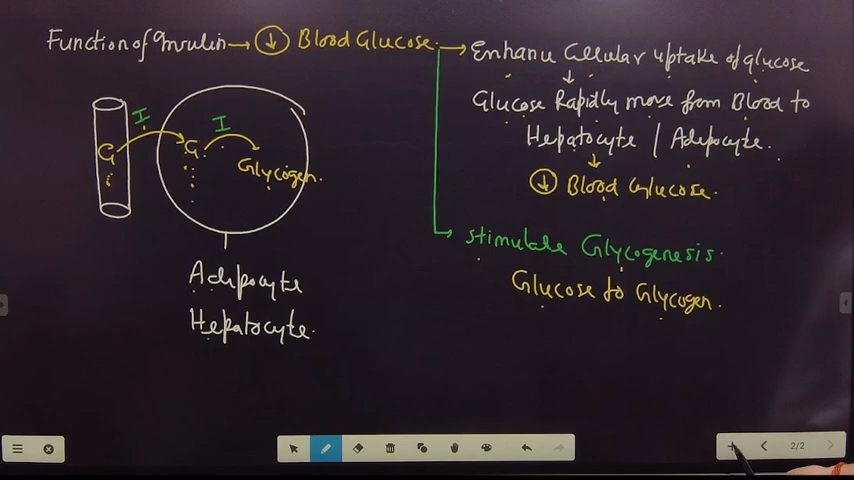 Function of Insulin → ↓ Blood Glucose → Enhance Cellular uptake of glucose
↓
Glucose Rapidly move from Blood to
Hepatocyte / Adepocyte.
↓
↓ Blood Glucose.
stimulate Glycogenesis.
Glucose to Glycogen.
I
I
G
G.
Glycogen.
Adipocyte
Hepatocyte.
2/2